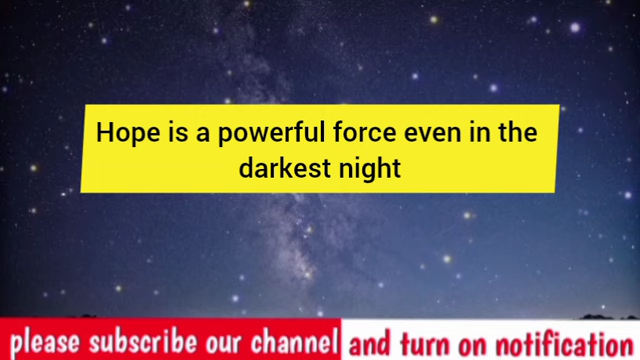 Hope is a powerful force even in the
darkest night
please subscribe our channel and turn on notification